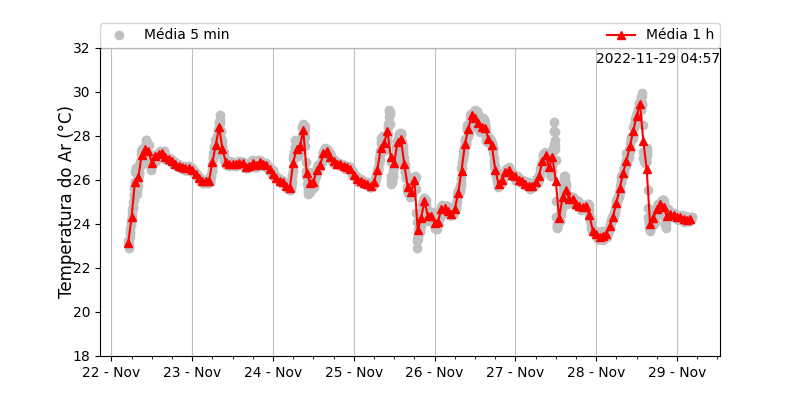 Média 5 min
Média 1 h
2022-11-29 04:57
Temperatura do Ar (°C)
32
30
28
26
24
22
20
18
22 - Nov
23 - Nov
24 - Nov
25 - Nov
26 - Nov
27 - Nov
28 - Nov
29 - Nov